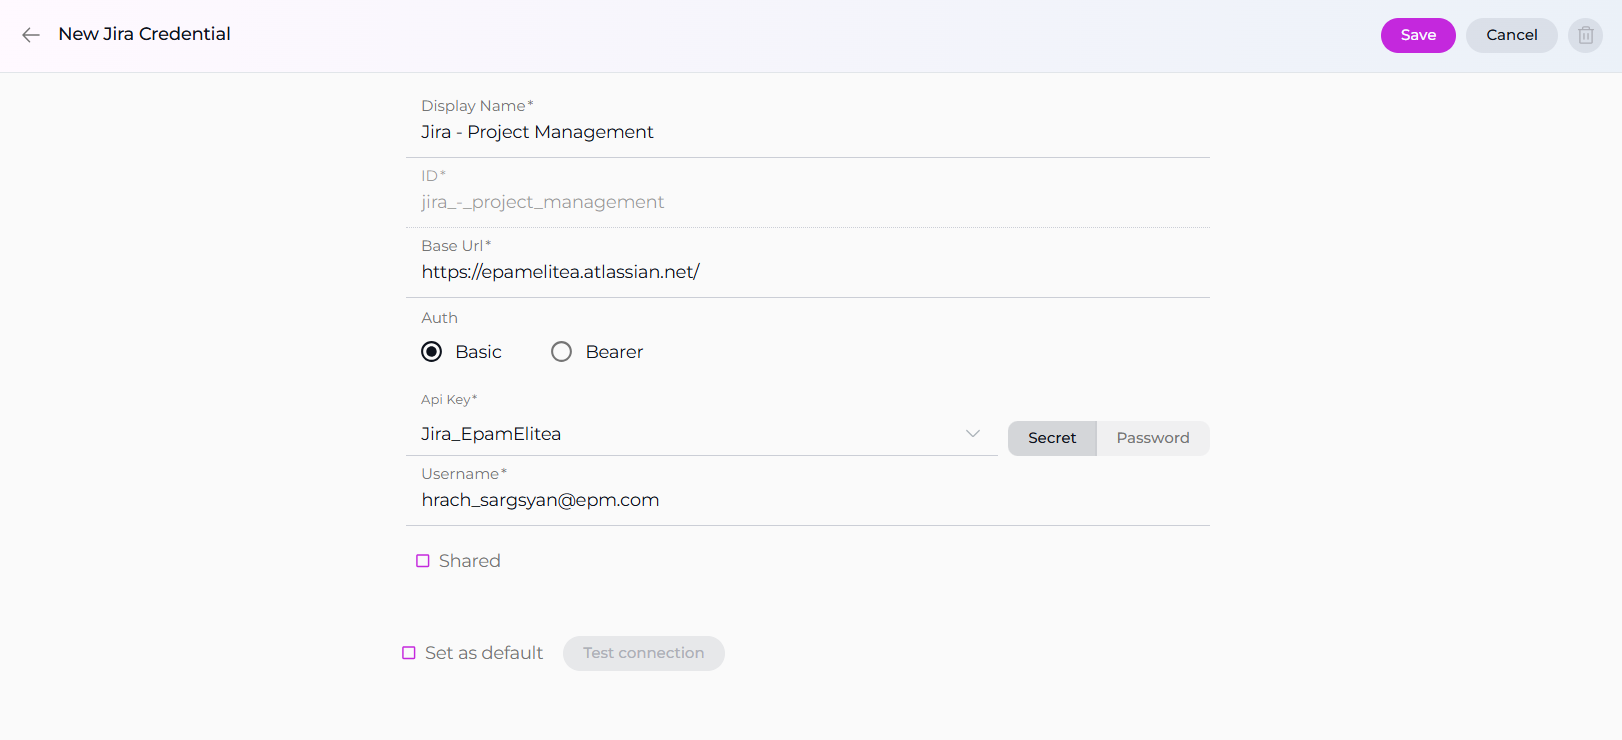 New Jira Credential
Save
Cancel
Display Name*
Jira - Project Management
ID*
jira_-_project_management
Base Url*
https://epamelitea.atlassian.net/
Auth
Basic
Bearer
Api Key*
Jira_EpamElitea
Secret
Password
Username*
hrach_sargsyan@epm.com
Shared
Set as default
Test connection